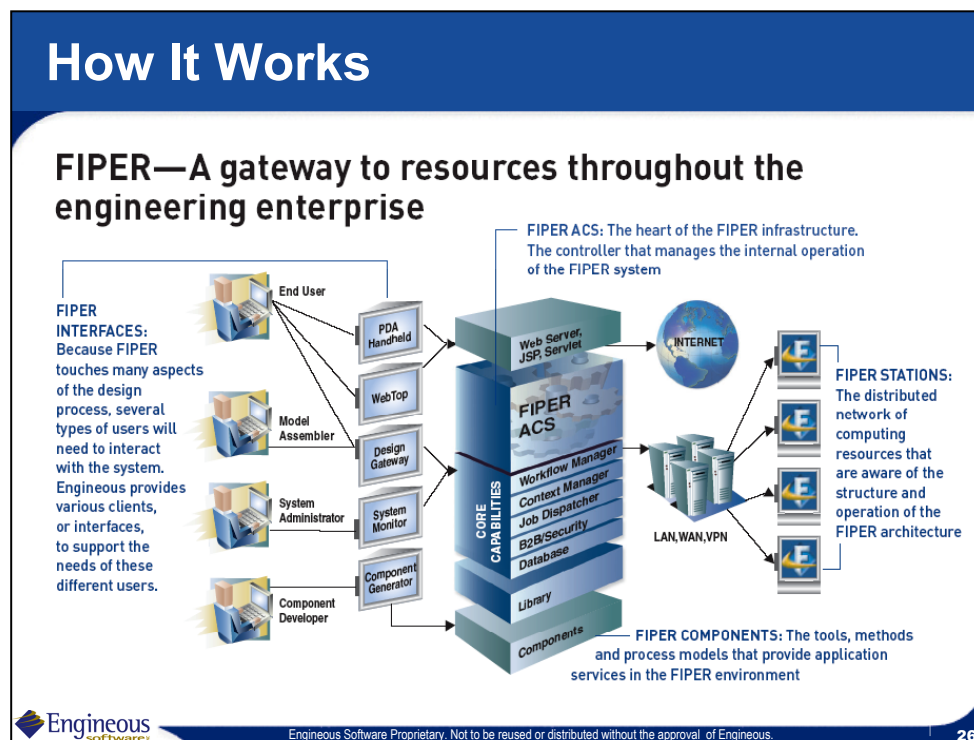 How It Works
FIPER—A gateway to resources throughout the
engineering enterprise
FIPER ACS: The heart of the FIPER infrastructure.
The controller that manages the internal operation
of the FIPER system
FIPER
INTERFACES:
Because FIPER
touches many aspects
of the design
process, several
types of users will
need to interact
with the system.
Engineous provides
various clients,
or interfaces,
to support the
needs of these
different users.
End User
Model
Assembler
System
Administrator
Component
Developer
PDA
Handheld
WebTop
Design
Gateway
System
Monitor
Component
Generator
Web Server,
JSP, Servlet
FIPER
ACS
CORE
CAPABILITIES
Workflow Manager
Context Manager
Job Dispatcher
B2B/Security
Database
Library
Components
INTERNET
LAN,WAN,VPN
FIPER STATIONS:
The distributed
network of
computing
resources that
are aware of the
structure and
operation of the
FIPER architecture
FIPER COMPONENTS: The tools, methods
and process models that provide application
services in the FIPER environment
Engineous
software
Engineous Software Proprietary. Not to be reused or distributed without the approval of Engineous.
26